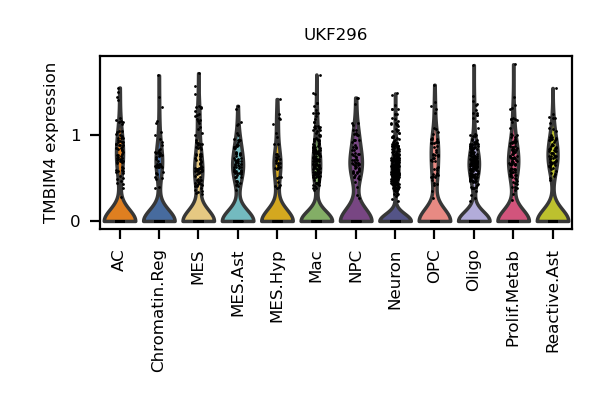 UKF296
TMBIM4 expression
1
0
AC
Chromatin.Reg
MES
MES.Ast
MES.Hyp
Mac
NPC
Neuron
OPC
Oligo
Prolif.Metab
Reactive.Ast